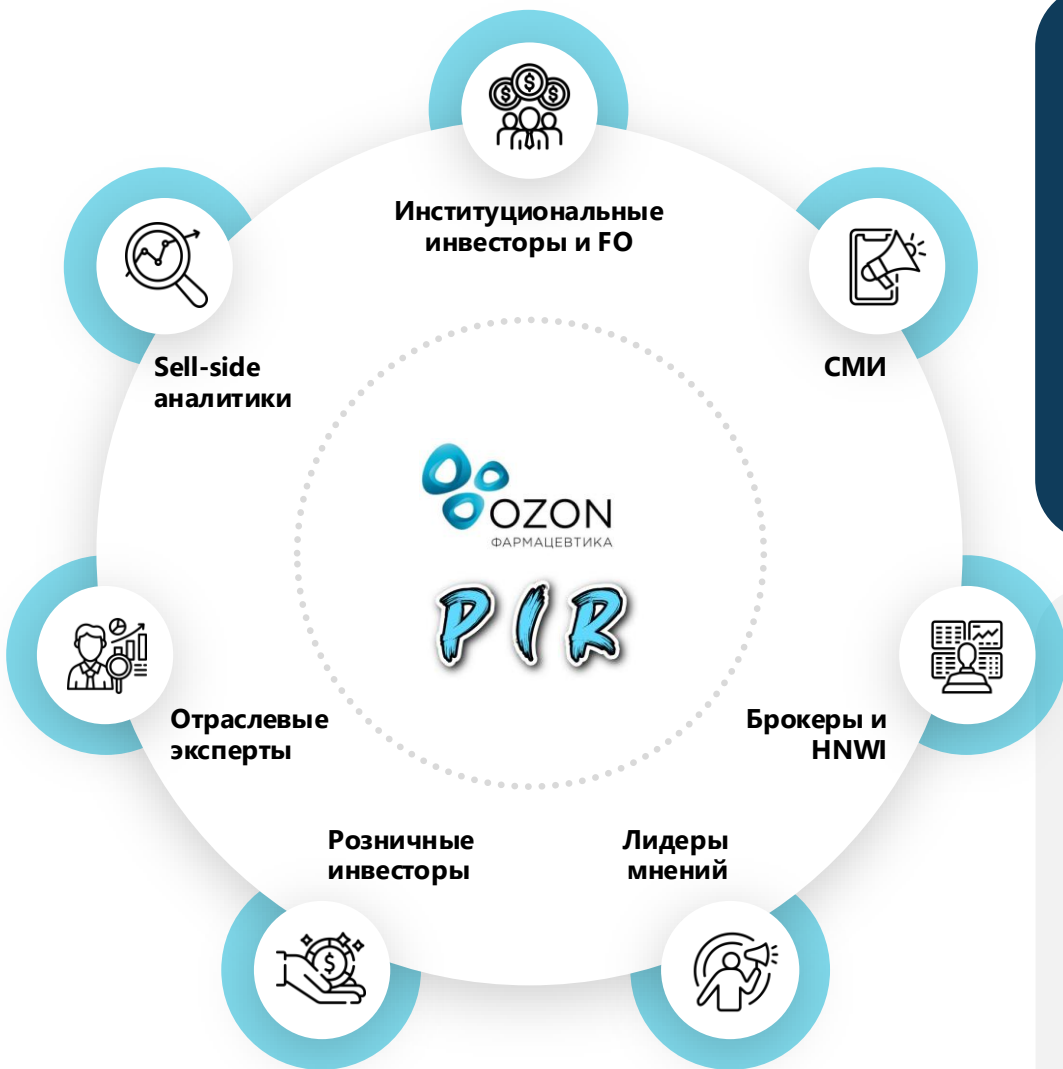 Институциональные
инвесторы и FO
Sell-side
аналитики
СМИ
OZON
ФАРМАЦЕВТИКА
PIR
Отраслевые
эксперты
Брокеры и
HNWI
Розничные
инвесторы
Лидеры
мнений